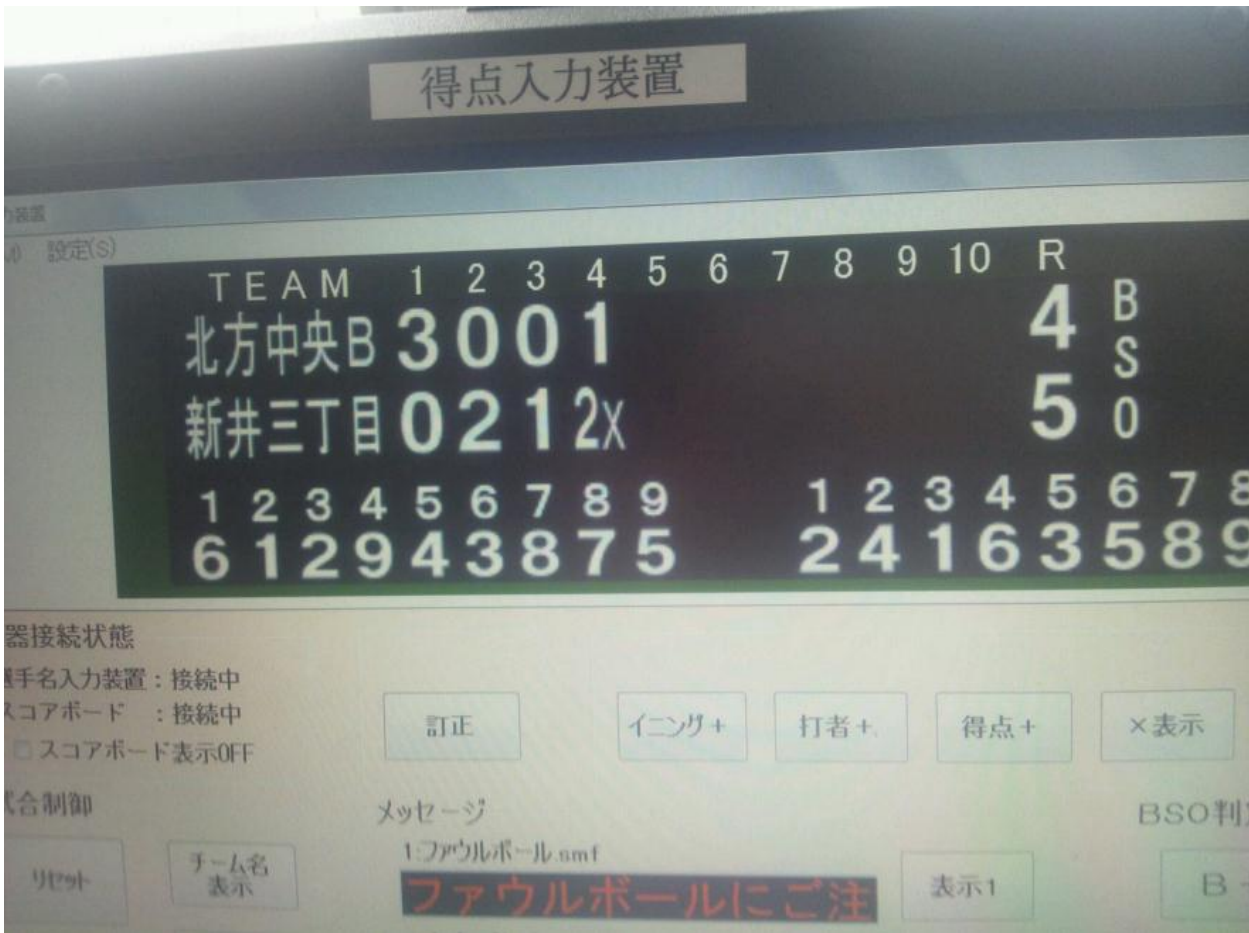 得点入力装置
力装置
設定(S)
TEAM 1 2 3 4 5 6 7 8 9 10 R
北方中央B 3 0 0 1 4 B
S
新井三丁目 0 2 1 2X 5 O
1 2 3 4 5 6 7 8 9 1 2 3 4 5 6 7 8
6 1 2 9 4 3 8 7 5 2 4 1 6 3 5 8 9
器接続状態
選手名入力装置:接続中
スコアボード :接続中
スコアボード表示OFF
訂正 イニング+ 打者+ 得点+ ×表示
試合制御 メッセージ BSO判定
1:ファウルボール.smf
リセット チーム名
表示 ファウルボールにご注 表示1 B